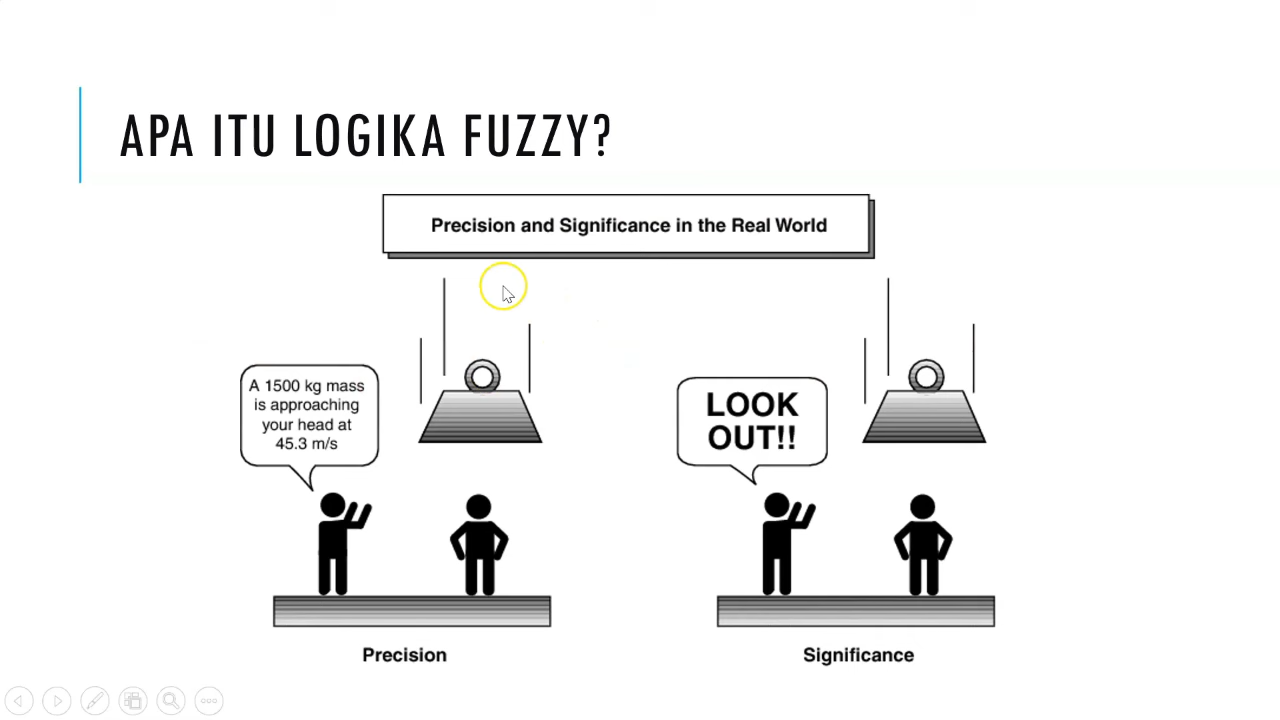 APA ITU LOGIKA FUZZY?
Precision and Significance in the Real World
A 1500 kg mass
is approaching
your head at
45.3 m/s
LOOK
OUT!!
Precision
Significance